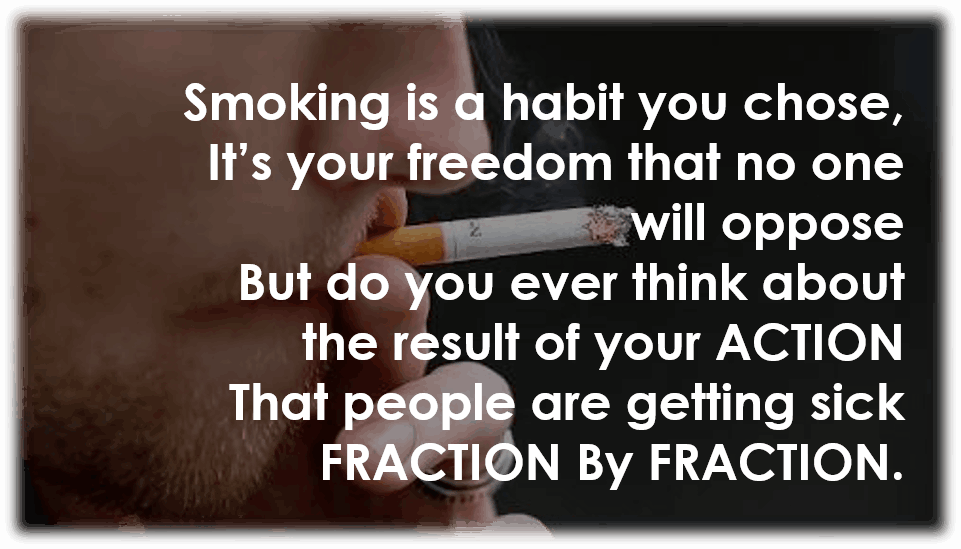 Smoking is a habit you chose,
It’s your freedom that no one
will oppose
But do you ever think about
the result of your ACTION
That people are getting sick
FRACTION By FRACTION.